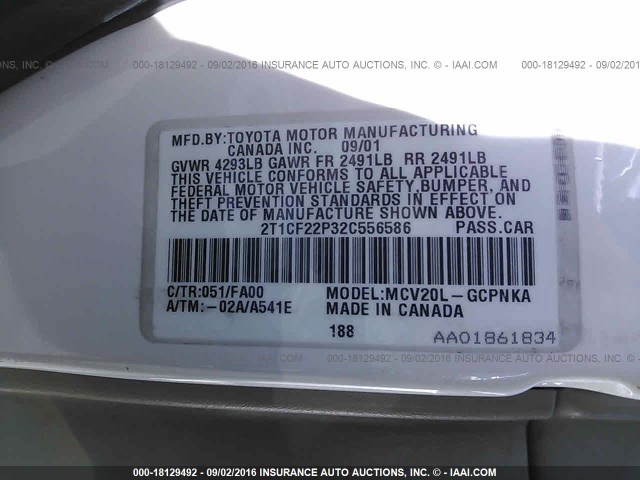 000-18129492 - 09/02/2016 INSURANCE AUTO AUCTIONS, INC. - IAAI.COM
MFD.BY:TOYOTA MOTOR MANUFACTURING
CANADA INC. 09/01
GVWR 4293LB GAWR FR 2491LB RR 2491LB
THIS VEHICLE CONFORMS TO ALL APPLICABLE
FEDERAL MOTOR VEHICLE SAFETY,BUMPER, AND
THEFT PREVENTION STANDARDS IN EFFECT ON
THE DATE OF MANUFACTURE SHOWN ABOVE.
2T1CF22P32C556586 PASS.CAR
C/TR:051/FA00 MODEL:MCV20L-GCPNKA
A/TM:-02A/A541E MADE IN CANADA
188
AA01861834
000-18129492 - 09/02/2016 INSURANCE AUTO AUCTIONS, INC. - IAAI.COM